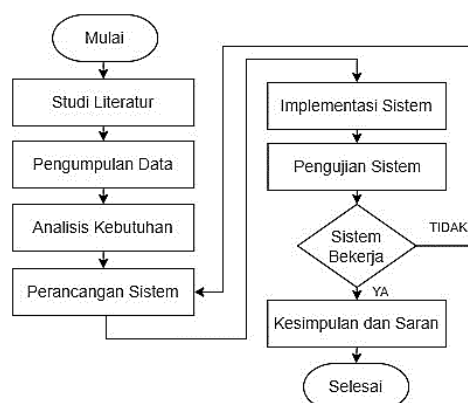 Mulai
Studi Literatur
Pengumpulan Data
Analisis Kebutuhan
Perancangan Sistem
Implementasi Sistem
Pengujian Sistem
Sistem
Bekerja
TIDAK
YA
Kesimpulan dan Saran
Selesai